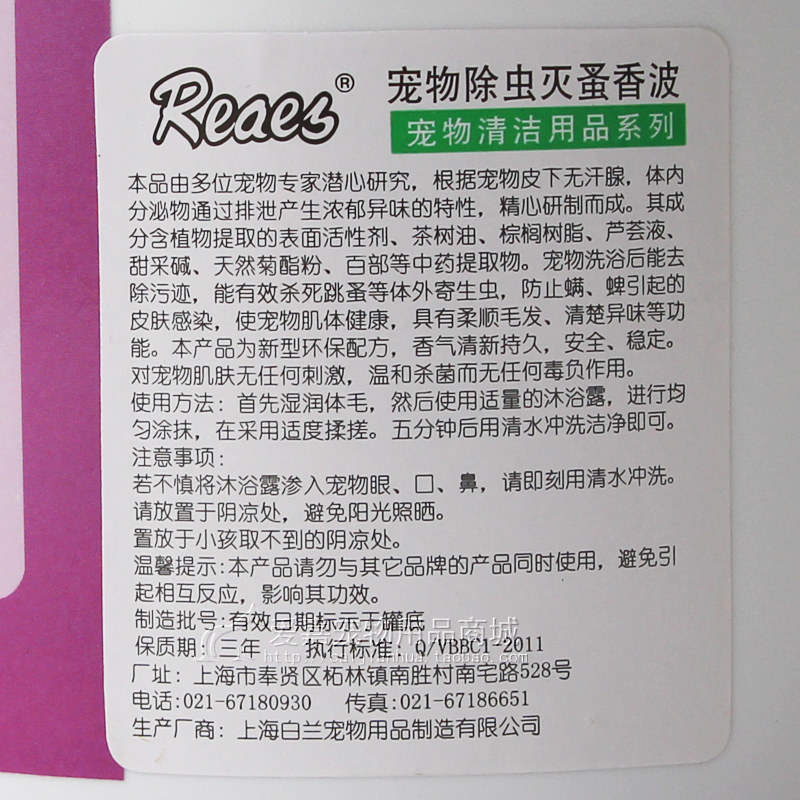 Reaes®
宠物除虫灭蚤香波
宠物清洁用品系列
本品由多位宠物专家潜心研究，根据宠物皮下无汗腺，体内
分泌物通过排泄产生浓郁异味的特性，精心研制而成。其成
分含植物提取的表面活性剂、茶树油、棕榈树脂、芦荟液、
甜采碱、天然菊酯粉、百部等中药提取物。宠物洗浴后能去
除污迹，能有效杀死跳蚤等体外寄生虫，防止螨、蜱引起的
皮肤感染，使宠物肌体健康，具有柔顺毛发、清楚异味等功
能。本产品为新型环保配方，香气清新持久，安全、稳定。
对宠物肌肤无任何刺激，温和杀菌而无任何毒负作用。
使用方法：首先湿润体毛，然后使用适量的沐浴露，进行均
匀涂抹，在采用适度揉搓。五分钟后用清水冲洗洁净即可。
注意事项：
若不慎将沐浴露渗入宠物眼、口、鼻，请即刻用清水冲洗。
请放置于阴凉处，避免阳光照晒。
置放于小孩取不到的阴凉处。
温馨提示：本产品请勿与其它品牌的产品同时使用，避免引
起相互反应，影响其功效。
制造批号：有效日期标示于罐底
保质期：三年 执行标准：Q/VBBC1-2011
厂址：上海市奉贤区柘林镇南胜村南宅路528号
电话:021-67180930 传真:021-67186651
生产厂商：上海白兰宠物用品制造有限公司
宠物用品商城